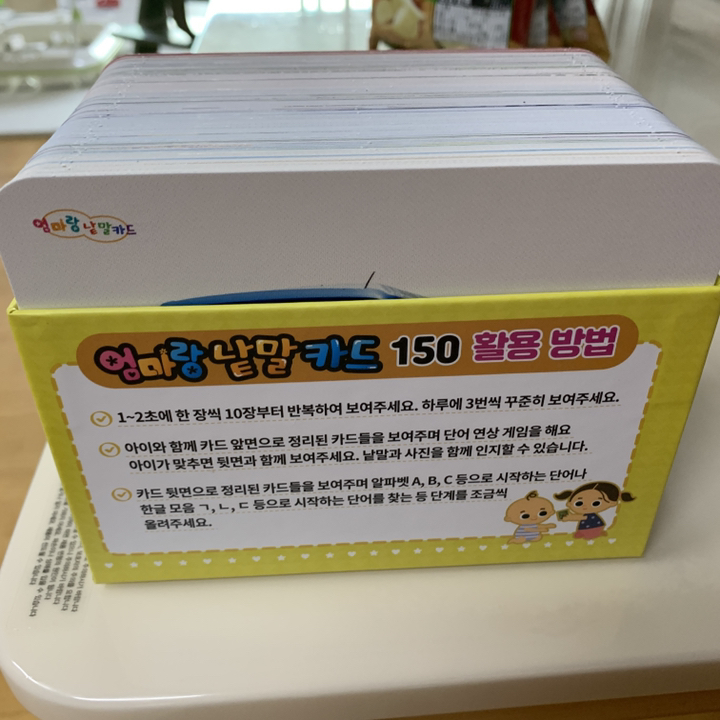 엄마랑 낱말카드
엄마랑 낱말 카드 150 활용 방법
1~2초에 한 장씩 10장부터 반복하여 보여주세요. 하루에 3번씩 꾸준히 보여주세요.
아이와 함께 카드 앞면으로 정리된 카드들을 보여주며 단어 연상 게임을 해요
아이가 맞추면 뒷면과 함께 보여주세요. 낱말과 사진을 함께 인지할 수 있습니다.
카드 뒷면으로 정리된 카드들을 보여주며 알파벳 A, B, C 등으로 시작하는 단어나
한글 모음 ㄱ, ㄴ, ㄷ 등으로 시작하는 단어를 찾는 등 단계를 조금씩
올려주세요.